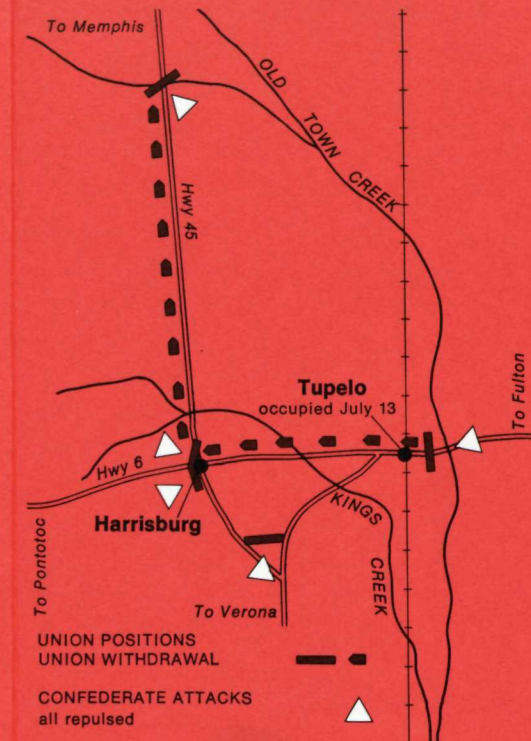 To Memphis
OLD
TOWN
CREEK
Hwy 45
Tupelo
occupied July 13
To Fulton
Hwy 6
Harrisburg
KINGS
CREEK
To Pontotoc
To Verona
UNION POSITIONS
UNION WITHDRAWAL
CONFEDERATE ATTACKS
all repulsed